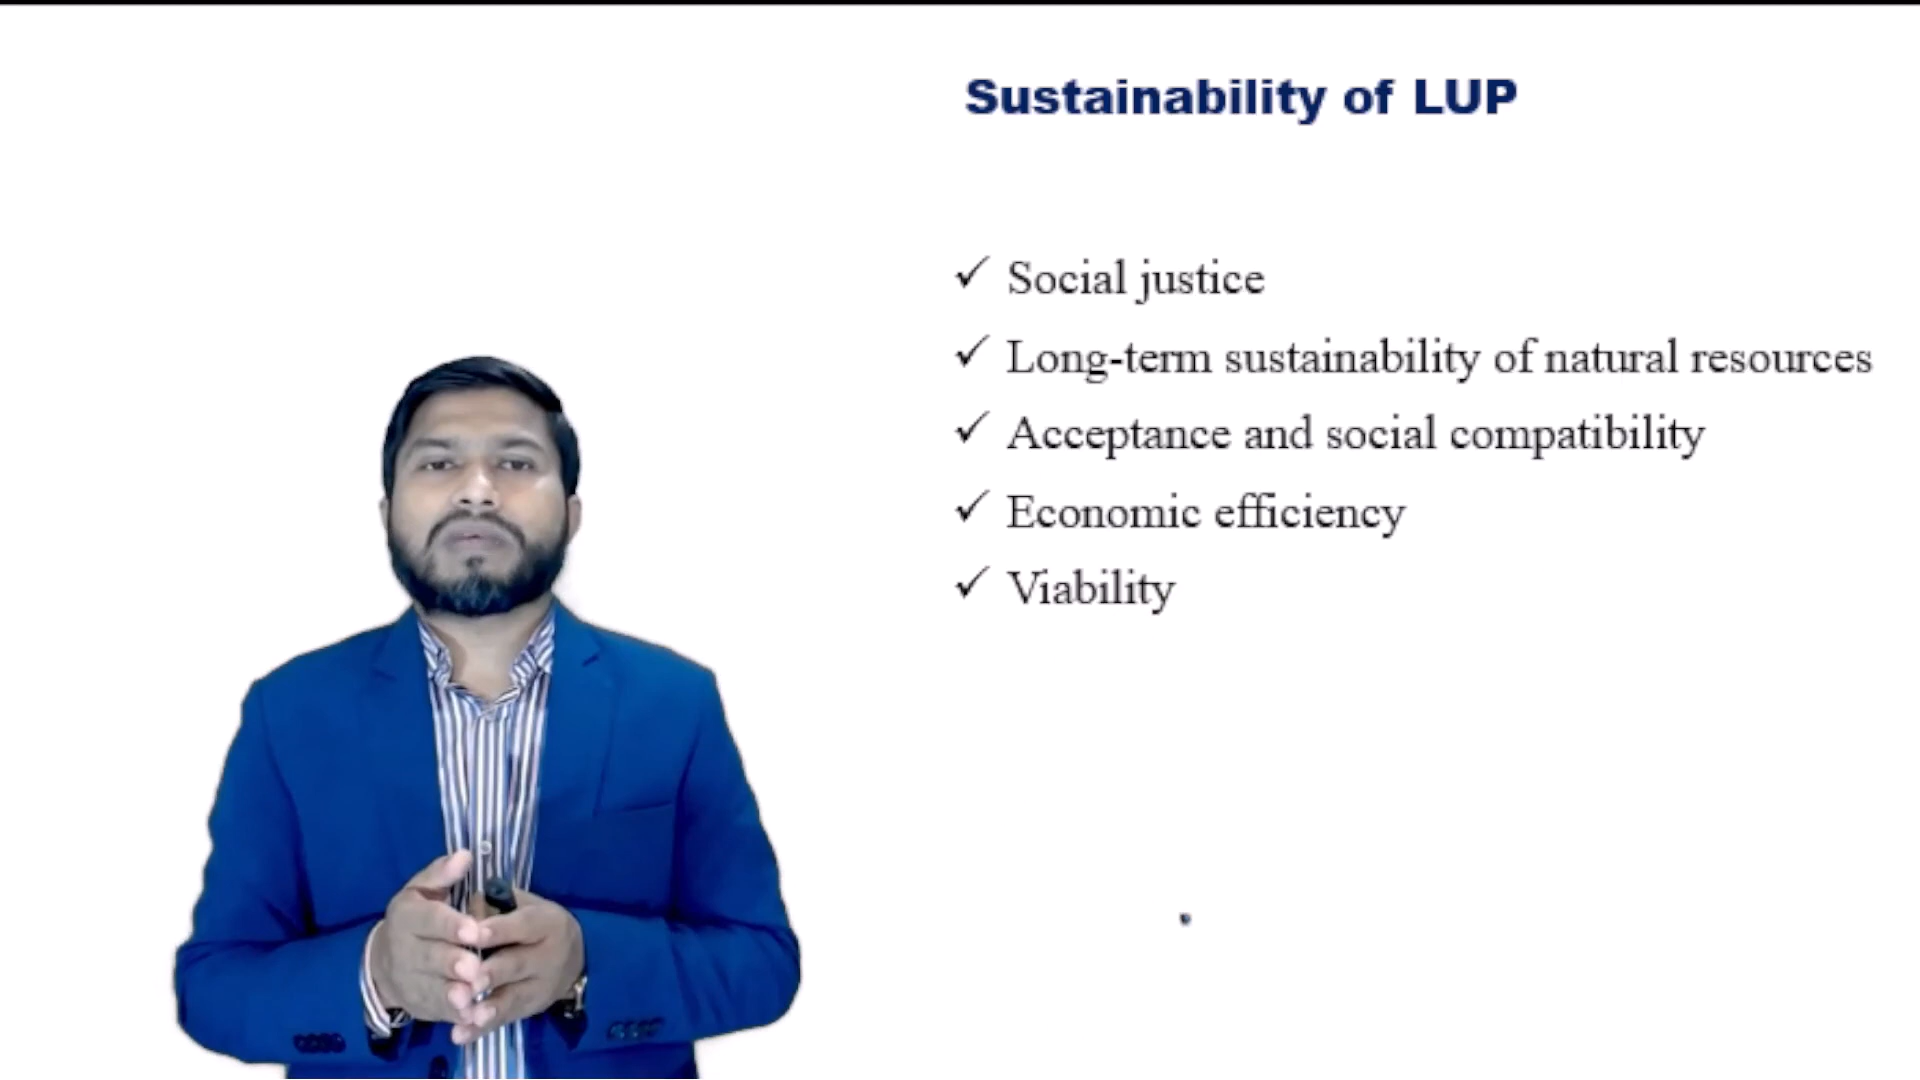 Sustainability of LUP
✓ Social justice
✓ Long-term sustainability of natural resources
✓ Acceptance and social compatibility
✓ Economic efficiency
✓ Viability